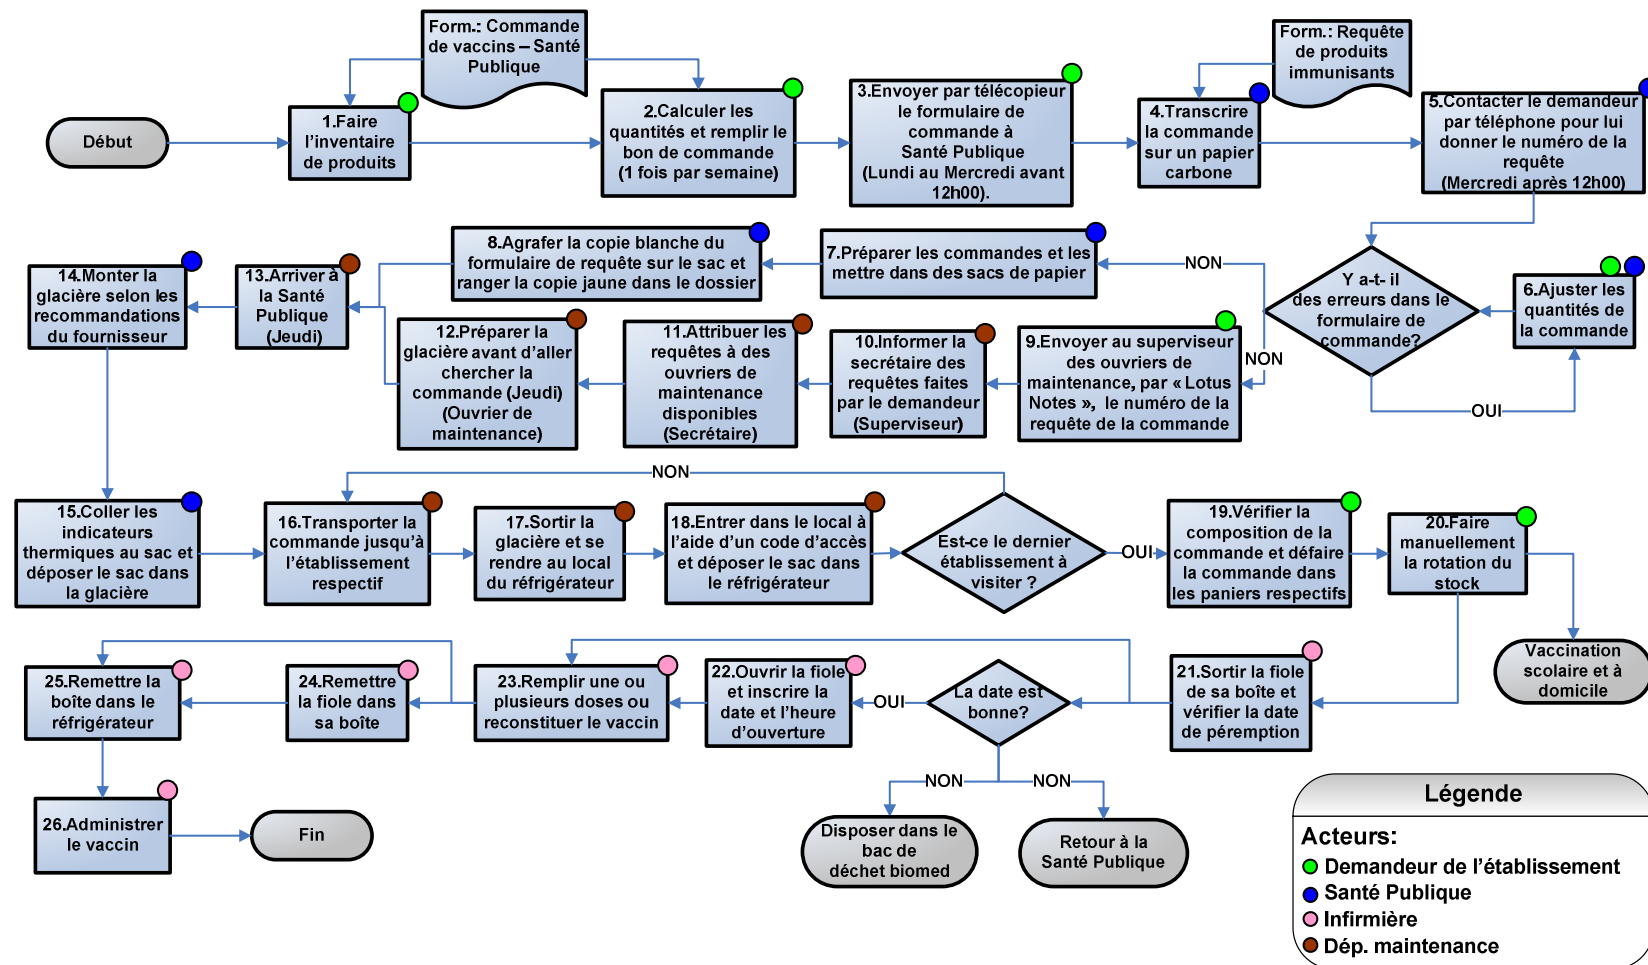 Form.: Commande
de vaccins – Santé
Publique
Form.: Requête
de produits
immunisants
Début
1.Faire
l'inventaire
de produits
2.Calculer les
quantités et remplir le
bon de commande
(1 fois par semaine)
3.Envoyer par télécopieur
le formulaire de
commande à
Santé Publique
(Lundi au Mercredi avant
12h00).
4.Transcrire
la commande
sur un papier
carbone
5.Contacter le demandeur
par téléphone pour lui
donner le numéro de la
requête
(Mercredi après 12h00)
Y a-t- il
des erreurs dans le
formulaire de
commande?
6.Ajuster les
quantités de
la commande
OUI
NON
NON
7.Préparer les commandes et les
mettre dans des sacs de papier
8.Agrafer la copie blanche du
formulaire de requête sur le sac et
ranger la copie jaune dans le dossier
9.Envoyer au superviseur
des ouvriers de
maintenance, par « Lotus
Notes », le numéro de la
requête de la commande
10.Informer la
secrétaire des
requêtes faites
par le demandeur
(Superviseur)
11.Attribuer les
requêtes à des
ouvriers de
maintenance
disponibles
(Secrétaire)
12.Préparer la
glacière avant d'aller
chercher la
commande (Jeudi)
(Ouvrier de
maintenance)
13.Arriver à
la Santé
Publique
(Jeudi)
14.Monter la
glacière selon les
recommandations
du fournisseur
15.Coller les
indicateurs
thermiques au sac et
déposer le sac dans
la glacière
16.Transporter la
commande jusqu'à
l'établissement
respectif
17.Sortir la
glacière et se
rendre au local
du réfrigérateur
18.Entrer dans le local à
l'aide d'un code d'accès
et déposer le sac dans
le réfrigérateur
NON
Est-ce le dernier
établissement à
visiter ?
OUI
19.Vérifier la
composition de la
commande et défaire
la commande dans
les paniers respectifs
20.Faire
manuellement
la rotation du
stock
Vaccination
scolaire et à
domicile
21.Sortir la fiole
de sa boîte et
vérifier la date
de péremption
La date est
bonne?
OUI
NON
NON
Disposer dans le
bac de
déchet biomed
Retour à la
Santé Publique
22.Ouvrir la fiole
et inscrire la
date et l'heure
d'ouverture
23.Remplir une ou
plusieurs doses ou
reconstituer le vaccin
24.Remettre
la fiole dans
sa boîte
25.Remettre la
boîte dans le
réfrigérateur
26.Administrer
le vaccin
Fin
Légende
Acteurs:
Demandeur de l'établissement
Santé Publique
Infirmière
Dép. maintenance